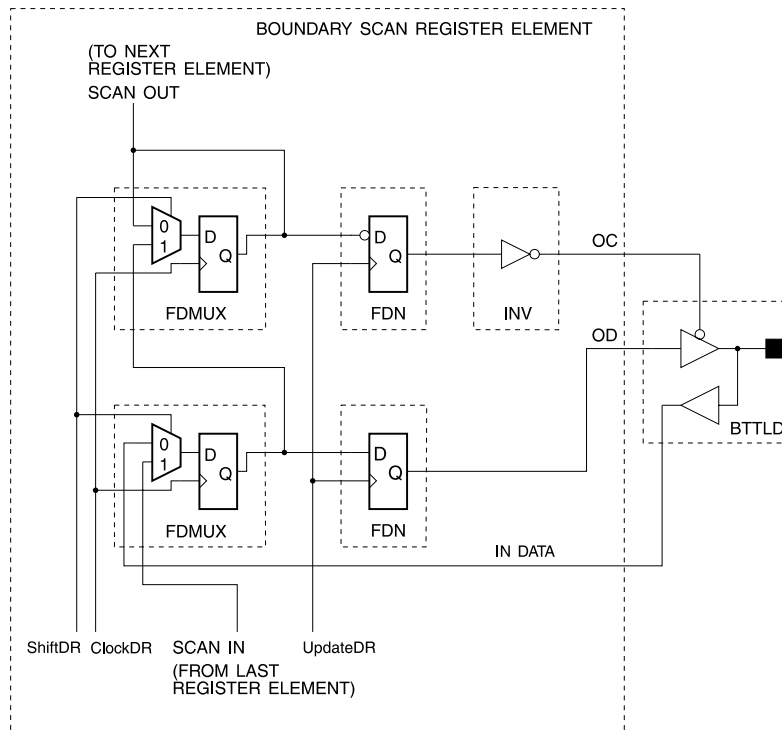 BOUNDARY SCAN REGISTER ELEMENT
(TO NEXT
REGISTER ELEMENT)
SCAN OUT
0
1
D
Q
FDMUX
D
Q
FDN
INV
OC
OD
BTTLD
0
1
D
Q
FDMUX
D
Q
FDN
IN DATA
ShiftDR
ClockDR
SCAN IN
(FROM LAST
REGISTER ELEMENT)
UpdateDR